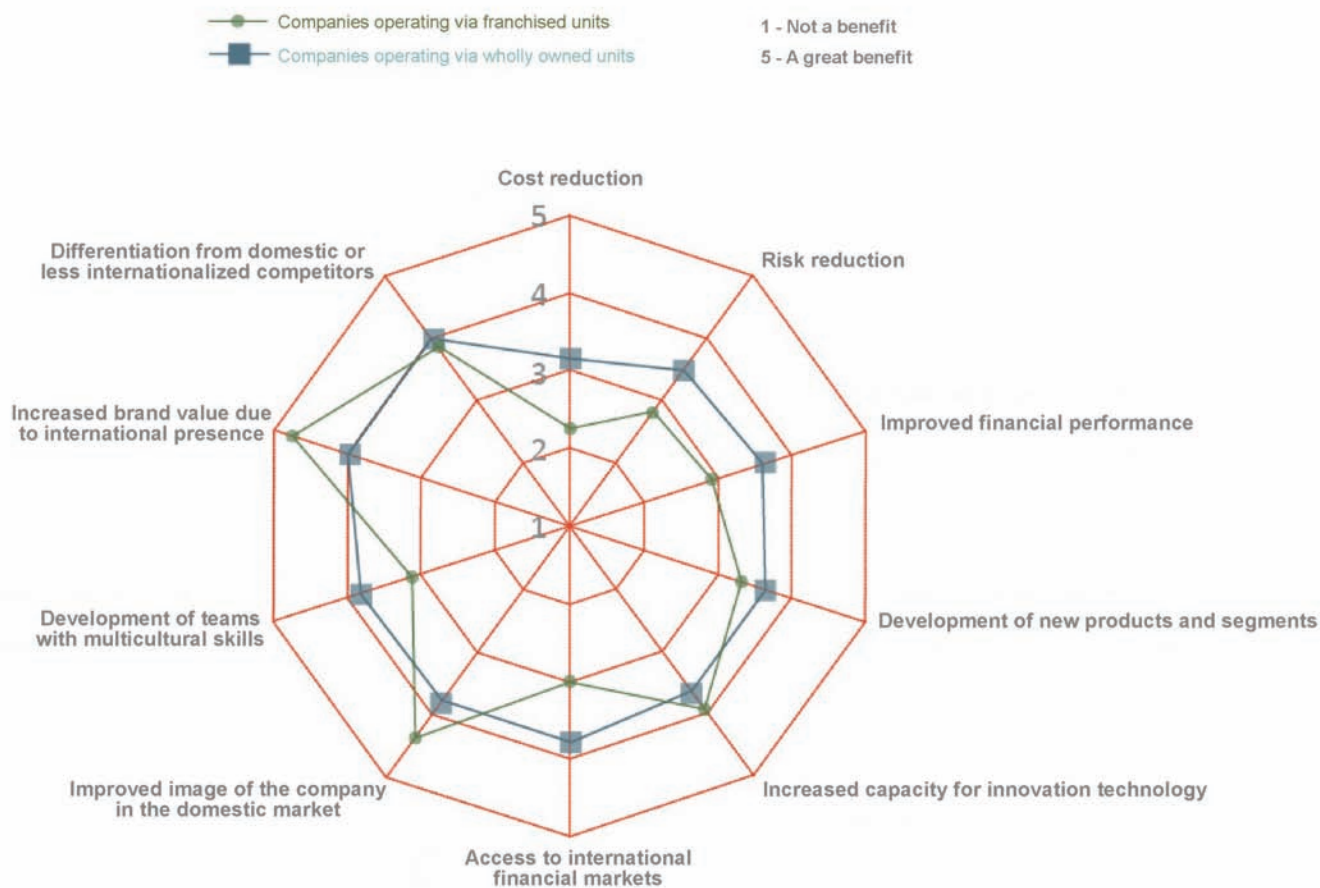 Companies operating via franchised units
1 - Not a benefit
Companies operating via wholly owned units
5 - A great benefit
Cost reduction
5
Differentiation from domestic or
less internationalized competitors
Risk reduction
4
3
Increased brand value due
to international presence
Improved financial performance
2
1
Development of teams
with multicultural skills
Development of new products and segments
Improved image of the company
in the domestic market
Increased capacity for innovation technology
Access to international
financial markets